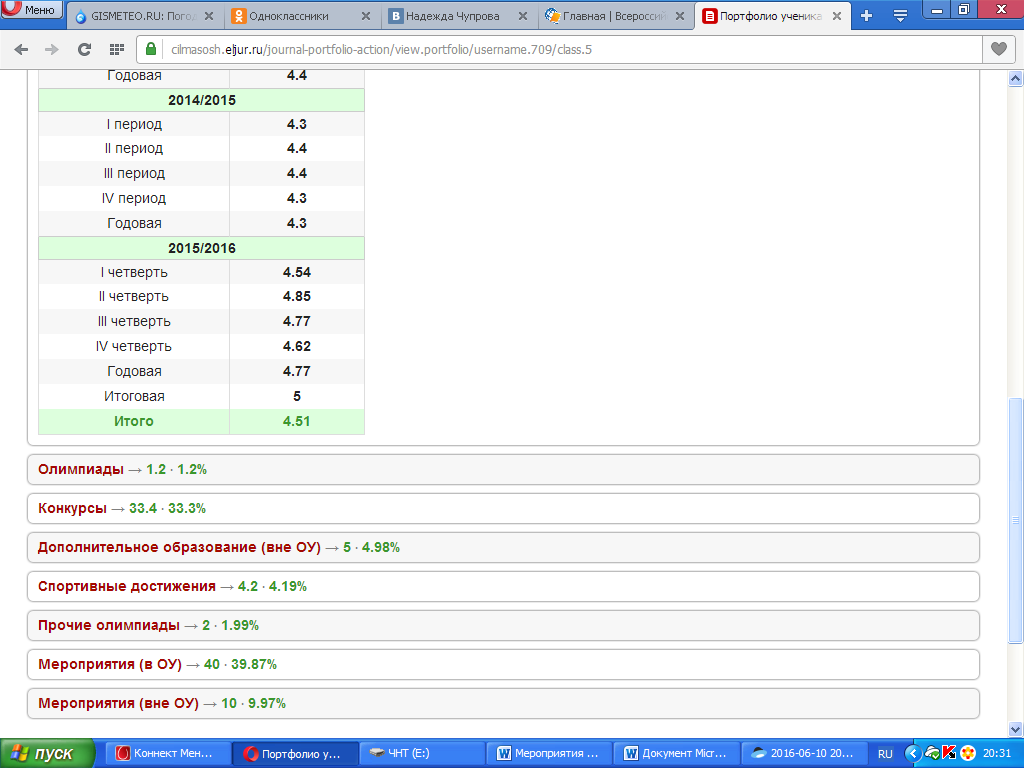 Меню
GISMETEO.RU: Пого
Одноклассники
Надежда Чупрова
Главная | Всероссий
Портфолио ученика
cilmasosh.eljur.ru/journal-portfolio-action/view.portfolio/username.709/class.5
Годовая 4.4
2014/2015
I период 4.3
II период 4.4
III период 4.4
IV период 4.3
Годовая 4.3
2015/2016
I четверть 4.54
II четверть 4.85
III четверть 4.77
IV четверть 4.62
Годовая 4.77
Итоговая 5
Итого 4.51
Олимпиады → 1.2 · 1.2%
Конкурсы → 33.4 · 33.3%
Дополнительное образование (вне ОУ) → 5 · 4.98%
Спортивные достижения → 4.2 · 4.19%
Прочие олимпиады → 2 · 1.99%
Мероприятия (в ОУ) → 40 · 39.87%
Мероприятия (вне ОУ) → 10 · 9.97%
пуск
Коннект Мен...
Портфолио у...
ЧНТ (E:)
Мероприятия ...
Документ Micr...
2016-06-10 20...
RU
20:31